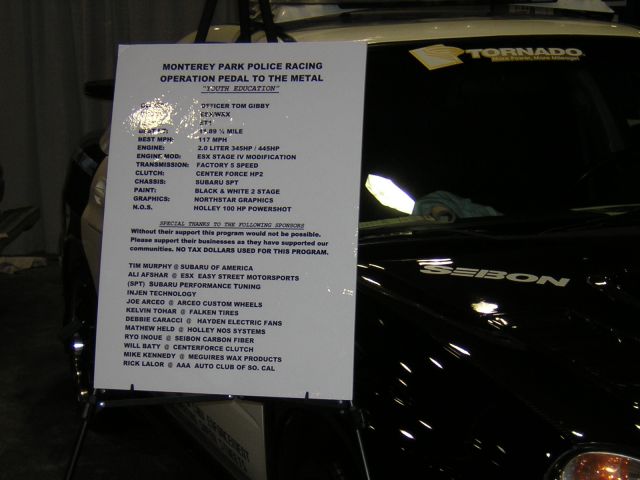 MONTEREY PARK POLICE RACING
OPERATION PEDAL TO THE METAL
"YOUTH EDUCATION"
OFFICER TOM GIBBY
BEST MPH: 117 MPH
ENGINE: 2.0 LITER 345HP / 445HP
ENGINE MOD: ESX STAGE IV MODIFICATION
TRANSMISSION: FACTORY 5 SPEED
CLUTCH: CENTER FORCE HP2
CHASSIS: SUBARU SPT
PAINT: BLACK & WHITE 2 STAGE
GRAPHICS: NORTHSTAR GRAPHICS
N.O.S. HOLLEY 100 HP POWERSHOT
SPECIAL THANKS TO THE FOLLOWING SPONSORS
Without their support this program would not be possible.
Please support their businesses as they have supported our
communities. NO TAX DOLLARS USED FOR THIS PROGRAM.
TIM MURPHY @ SUBARU OF AMERICA
ALI AFSHAR @ ESX EASY STREET MOTORSPORTS
(SPT) SUBARU PERFORMANCE TUNING
INJEN TECHNOLOGY
JOE ARCEO @ ARCEO CUSTOM WHEELS
KELVIN TOHAR @ FALKEN TIRES
DEBBIE CARACCI @ HAYDEN ELECTRIC FANS
MATHEW HELD @ HOLLEY NOS SYSTEMS
RYO INOUE @ SEIBON CARBON FIBER
WILL BATY @ CENTERFORCE CLUTCH
MIKE KENNEDY @ MEGUIRES WAX PRODUCTS
RICK LALOR @ AAA AUTO CLUB OF SO. CAL
TORNADO
Make Power, More Mileage!
SEIBON